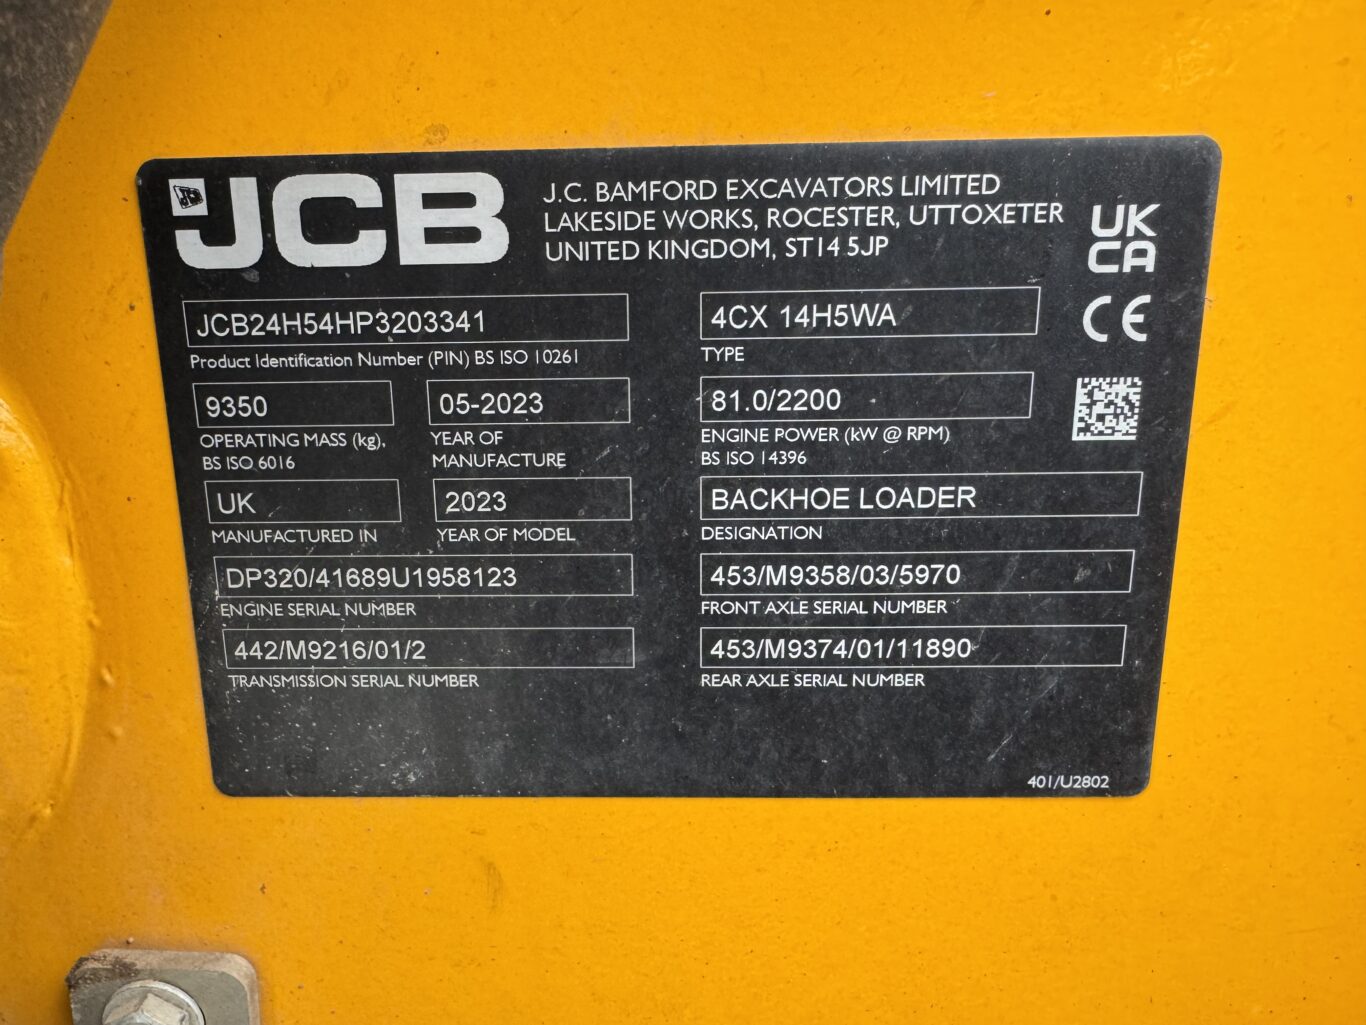 JCB
J.C. BAMFORD EXCAVATORS LIMITED
LAKESIDE WORKS, ROCESTER, UTTOXETER
UNITED KINGDOM, ST14 5JP
UK
CA
CE
JCB24H54HP3203341
Product Identification Number (PIN) BS ISO 10261
4CX 14H5WA
TYPE
9350
OPERATING MASS (kg),
BS ISO 6016
05-2023
YEAR OF
MANUFACTURE
81.0/2200
ENGINE POWER (kW @ RPM)
BS ISO 14396
UK
MANUFACTURED IN
2023
YEAR OF MODEL
BACKHOE LOADER
DESIGNATION
DP320/41689U1958123
ENGINE SERIAL NUMBER
453/M9358/03/5970
FRONT AXLE SERIAL NUMBER
442/M9216/01/2
TRANSMISSION SERIAL NUMBER
453/M9374/01/11890
REAR AXLE SERIAL NUMBER
401/U2802